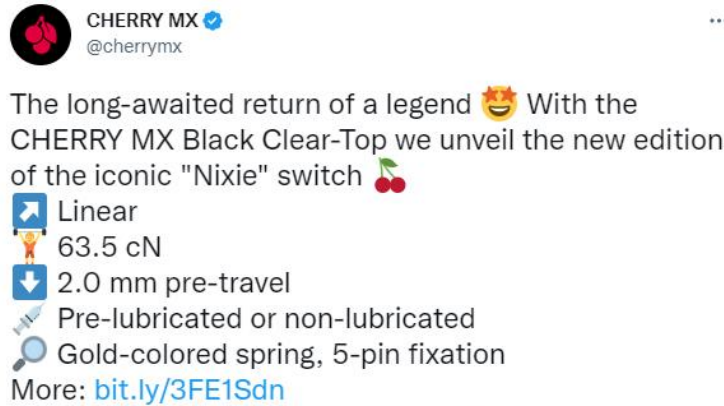 CHERRY MX
@cherrymx
The long-awaited return of a legend 🤩 With the
CHERRY MX Black Clear-Top we unveil the new edition
of the iconic "Nixie" switch 🍒
↗️ Linear
🏋️ 63.5 cN
⬇️ 2.0 mm pre-travel
💉 Pre-lubricated or non-lubricated
🔎 Gold-colored spring, 5-pin fixation
More: bit.ly/3FE1Sdn